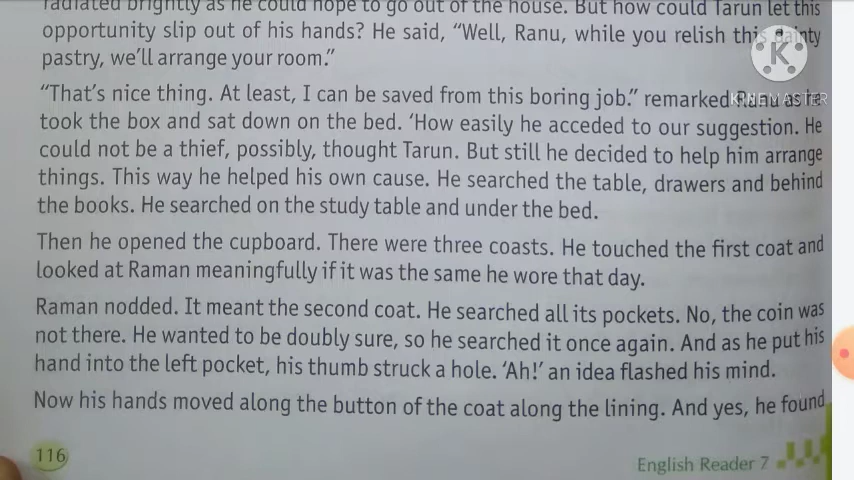 radiated brightly as he could hope to go out of the house. But how could Tarun let this
opportunity slip out of his hands? He said, “Well, Ranu, while you relish this dainty
pastry, we’ll arrange your room.”
“That’s nice thing. At least, I can be saved from this boring job.” remarked Ranu as he
took the box and sat down on the bed. ‘How easily he acceded to our suggestion. He
could not be a thief, possibly, thought Tarun. But still he decided to help him arrange
things. This way he helped his own cause. He searched the table, drawers and behind
the books. He searched on the study table and under the bed.
Then he opened the cupboard. There were three coasts. He touched the first coat and
looked at Raman meaningfully if it was the same he wore that day.
Raman nodded. It meant the second coat. He searched all its pockets. No, the coin was
not there. He wanted to be doubly sure, so he searched it once again. And as he put his
hand into the left pocket, his thumb struck a hole. ‘Ah!’ an idea flashed his mind.
Now his hands moved along the button of the coat along the lining. And yes, he found
116
English Reader 7
K
KINEMASTER